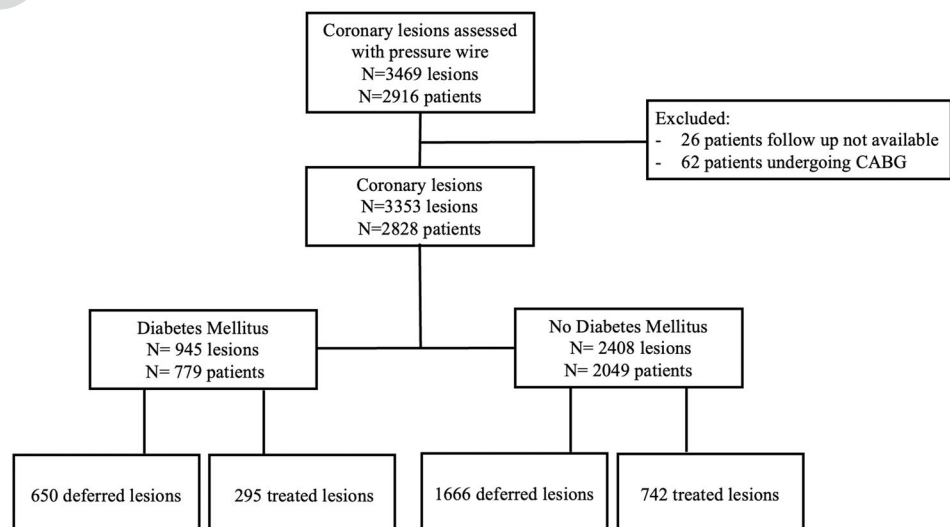 Coronary lesions assessed
with pressure wire
N=3469 lesions
N=2916 patients
Excluded:
- 26 patients follow up not available
- 62 patients undergoing CABG
Coronary lesions
N=3353 lesions
N=2828 patients
Diabetes Mellitus
N= 945 lesions
N= 779 patients
No Diabetes Mellitus
N= 2408 lesions
N= 2049 patients
650 deferred lesions
295 treated lesions
1666 deferred lesions
742 treated lesions